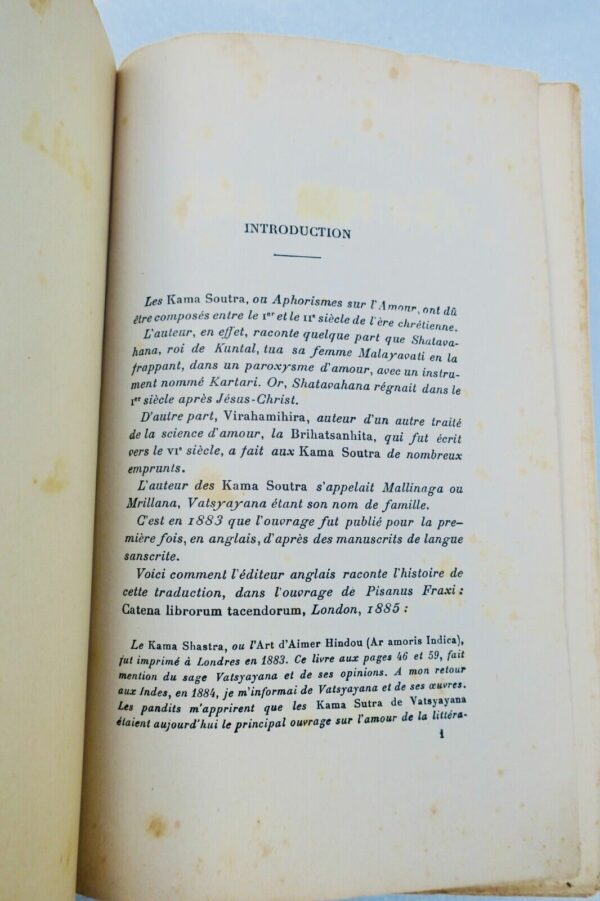 INTRODUCTION
Les Kama Soutra, ou Aphorismes sur l'Amour, ont dû
être composés entre le Ier et le IIe siècle de l'ère chrétienne.
L'auteur, en effet, raconte quelque part que Shatava-
hana, roi de Kuntal, tua sa femme Malayavati en la
frappant, dans un paroxysme d'amour, avec un instru-
ment nommé Kartari. Or, Shatavahana régnait dans le
Ier siècle après Jésus-Christ.
D'autre part, Virahamihira, auteur d'un autre traité
de la science d'amour, la Brihatsanhita, qui fut écrit
vers le VIe siècle, a fait aux Kama Soutra de nombreux
emprunts.
L'auteur des Kama Soutra s'appelait Mallinaga ou
Mrillana, Vatsyayana étant son nom de famille.
C'est en 1883 que l'ouvrage fut publié pour la pre-
mière fois, en anglais, d'après des manuscrits de langue
sanscrite.
Voici comment l'éditeur anglais raconte l'histoire de
cette traduction, dans l'ouvrage de Pisanus Fraxi :
Catena librorum tacendorum, London, 1885 :
Le Kama Shastra, ou l'Art d'Aimer Hindou (Ar amoris Indica),
fut imprimé à Londres en 1883. Ce livre aux pages 46 et 59, fait
mention du sage Vatsyayana et de ses opinions. A mon retour
aux Indes, en 1884, je m'informai de Vatsyayana et de ses œuvres.
Les pandits m'apprirent que les Kama Sutra de Vatsyayana
étaient aujourd'hui le principal ouvrage sur l'amour de la littéra-
1